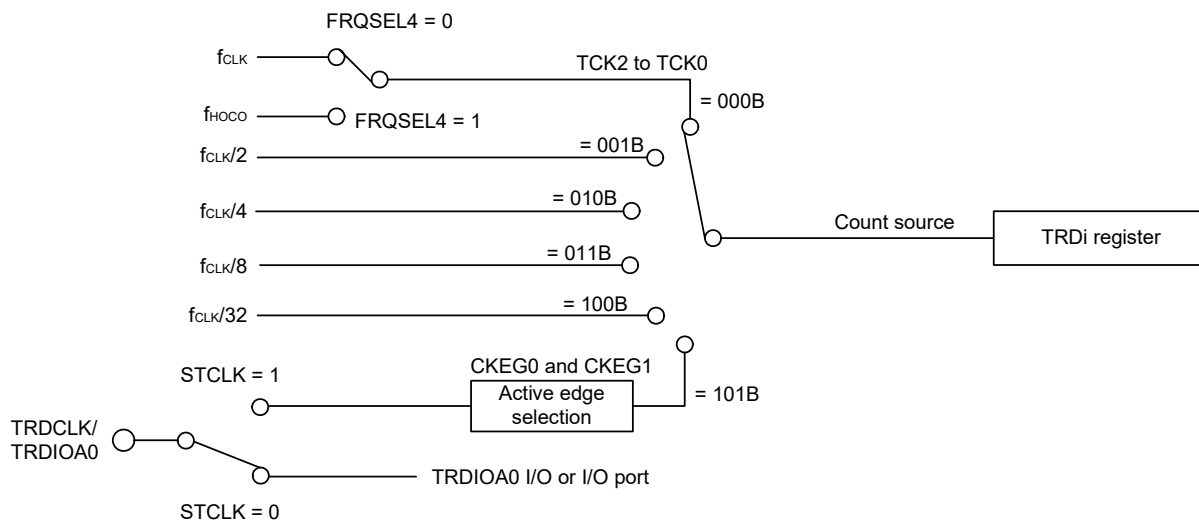 FRQSEL4 = 0
fCLK
TCK2 to TCK0
= 000B
fHOCO
FRQSEL4 = 1
fCLK/2
= 001B
fCLK/4
= 010B
Count source
TRDi register
fCLK/8
= 011B
fCLK/32
= 100B
STCLK = 1
CKEG0 and CKEG1
Active edge
selection
= 101B
TRDCLK/
TRDIOA0
TRDIOA0 I/O or I/O port
STCLK = 0